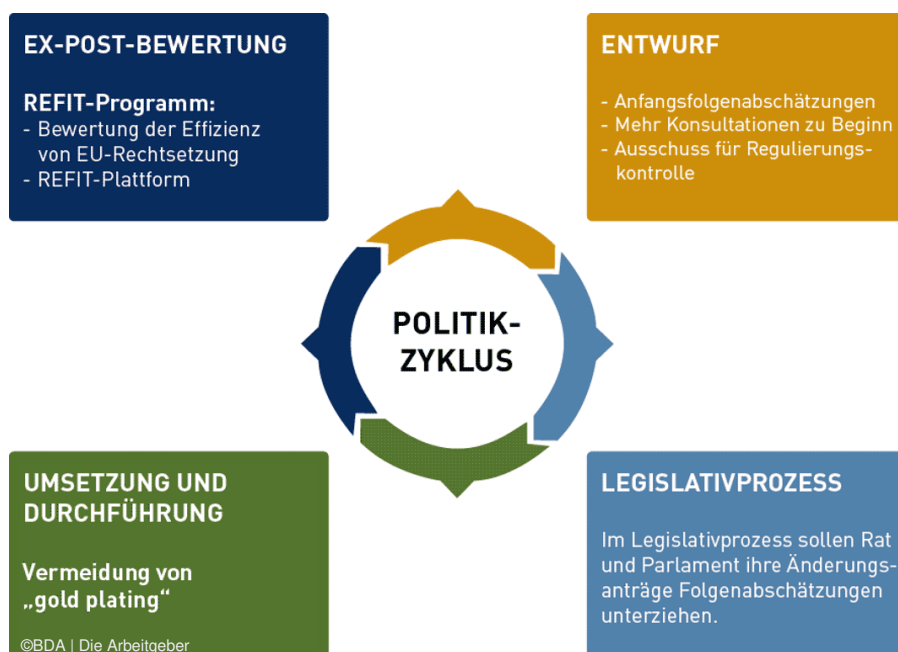 EX-POST-BEWERTUNG
REFIT-Programm:
- Bewertung der Effizienz
von EU-Rechtsetzung
- REFIT-Plattform
ENTWURF
- Anfangsfolgenabschätzungen
- Mehr Konsultationen zu Beginn
- Ausschuss für Regulierungs-
kontrolle
POLITIK-
ZYKLUS
UMSETZUNG UND
DURCHFÜHRUNG
Vermeidung von
„gold plating“
©BDA | Die Arbeitgeber
LEGISLATIVPROZESS
Im Legislativprozess sollen Rat
und Parlament ihre Änderungs-
anträge Folgenabschätzungen
unterziehen.